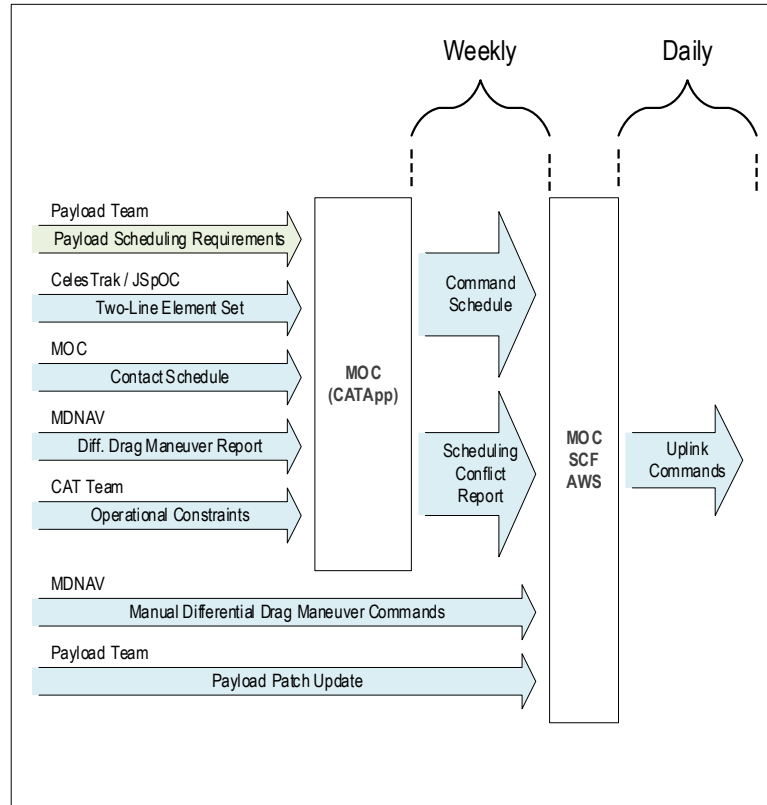 Weekly
Daily
Payload Team
Payload Scheduling Requirements
CelesTrak / JSpOC
Two-Line Element Set
MOC
Contact Schedule
MDNAV
Diff. Drag Maneuver Report
CAT Team
Operational Constraints
MOC
(CATApp)
Command
Schedule
Scheduling
Conflict
Report
MOC
SCF
AWS
Uplink
Commands
MDNAV
Manual Differential Drag Maneuver Commands
Payload Team
Payload Patch Update